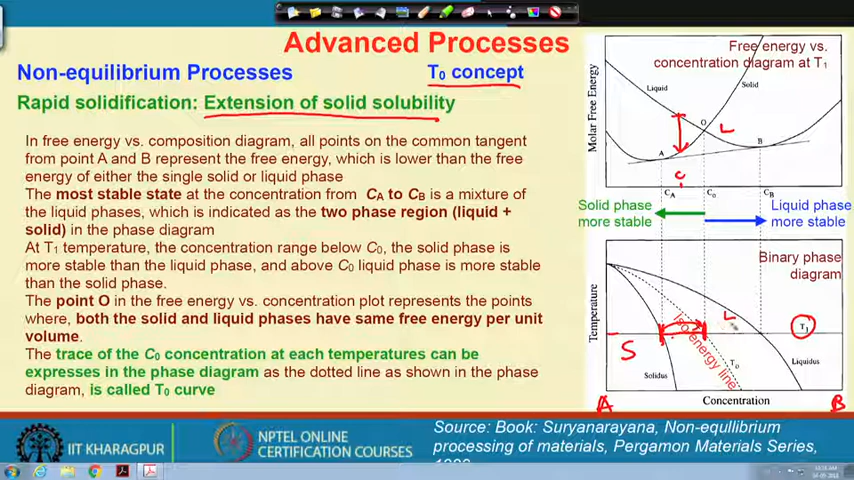 Advanced Processes
Non-equilibrium Processes
T0 concept
Rapid solidification: Extension of solid solubility
In free energy vs. composition diagram, all points on the common tangent
from point A and B represent the free energy, which is lower than the free
energy of either the single solid or liquid phase
The most stable state at the concentration from CA to CB is a mixture of
the liquid phases, which is indicated as the two phase region (liquid +
solid) in the phase diagram
At T1 temperature, the concentration range below C0, the solid phase is
more stable than the liquid phase, and above C0 liquid phase is more stable
than the solid phase.
The point O in the free energy vs. concentration plot represents the points
where, both the solid and liquid phases have same free energy per unit
volume.
The trace of the C0 concentration at each temperatures can be
expresses in the phase diagram as the dotted line as shown in the phase
diagram, is called T0 curve
Free energy vs.
concentration diagram at T1
Molar Free Energy
Liquid
Solid
O
L
A
B
C
CA
C0
CB
Solid phase
more stable
Liquid phase
more stable
Binary phase
diagram
Temperature
L
T1
S
Iso energy line
T0
Solidus
Liquidus
A
Concentration
B
IIT KHARAGPUR
NPTEL ONLINE
CERTIFICATION COURSES
Source: Book: Suryanarayana, Non-equlibrium
processing of materials, Pergamon Materials Series,